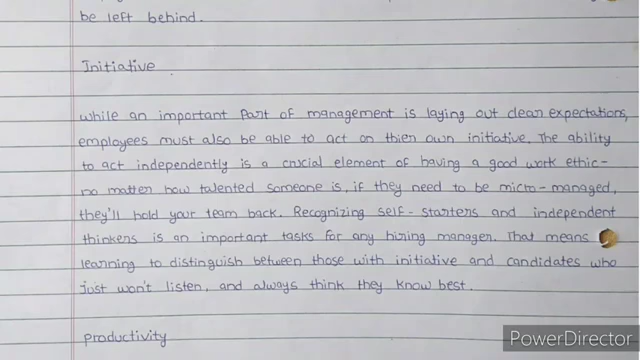 be left behind.
Initiative
while an important part of management is laying out clear expectations,
employees must also be able to act on thier own initiative. The ability
to act independently is a crucial element of having a good work ethic-
no matter how talented someone is, if they need to be micro-managed,
they'll hold your team back. Recognizing self-starters and independent
thinkers is an important tasks for any hiring manager. That means
learning to distinguish between those with initiative and candidates who
just won't listen, and always think they know best.
productivity
POWERDIRECTOR